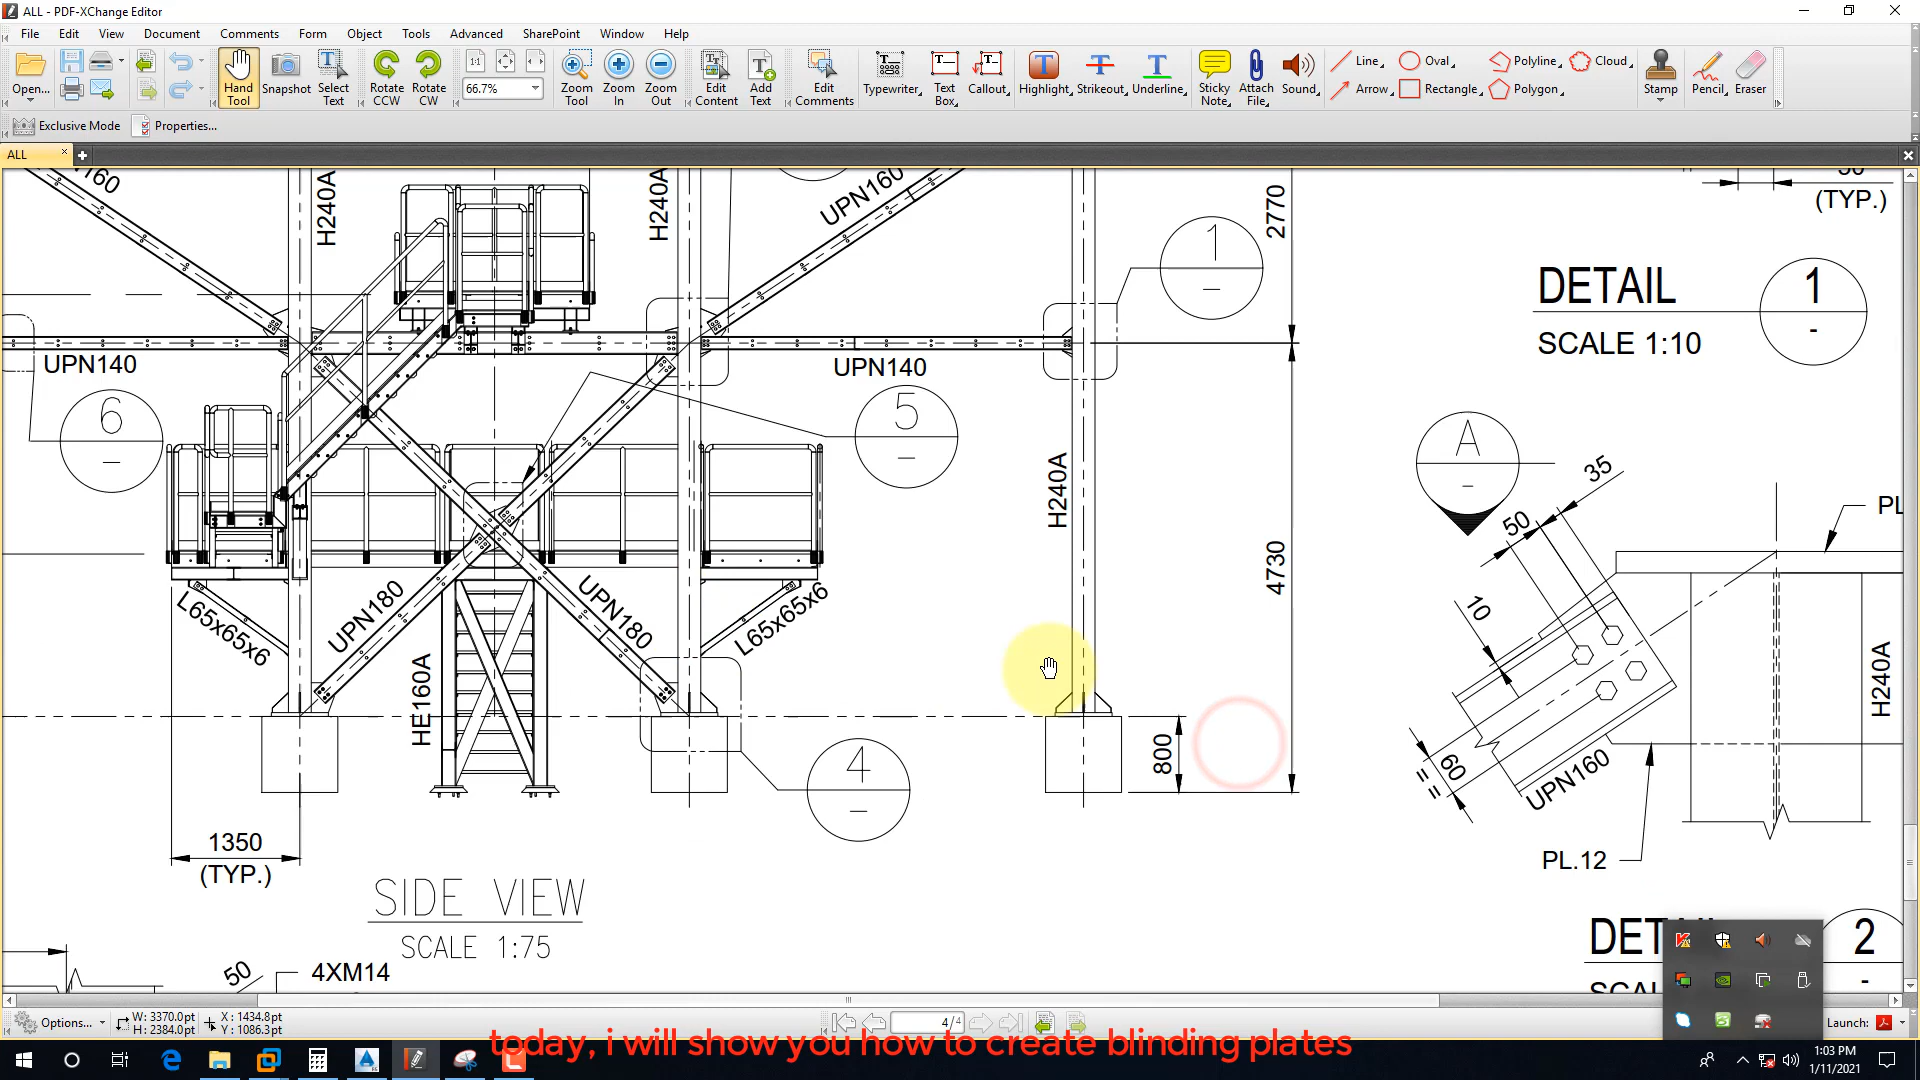 ALL - PDF-XChange Editor
File Edit View Document Comments Form Object Tools Advanced SharePoint Window Help
Open... Hand Tool Snapshot Select Text Rotate CCW Rotate CW 1:1 66.7% Zoom Tool Zoom In Zoom Out Edit Content Add Text Edit Comments Typewriter Text Box Callout Highlight Strikeout Underline Sticky Note Attach File Sound Line Arrow Oval Rectangle Polyline Polygon Cloud Stamp Pencil Eraser
Exclusive Mode Properties...
ALL
H240A
H240A
UPN160
1
-
2770
(TYP.)
DETAIL 1
-
SCALE 1:10
UPN140
UPN140
6
-
5
-
H240A
4730
A
-
35
50
10
PL
H240A
60
=
=
UPN160
PL.12
L65x65x6
UPN180
UPN180
L65x65x6
HE160A
4
-
800
1350
(TYP.)
SIDE VIEW
SCALE 1:75
50
4XM14
2
-
Options... W: 3370.0pt H: 2384.0pt X: 1434.8pt Y: 1086.3pt 4/4 Launch:
today, i will show you how to create blinding plates
1:03 PM
1/11/2021